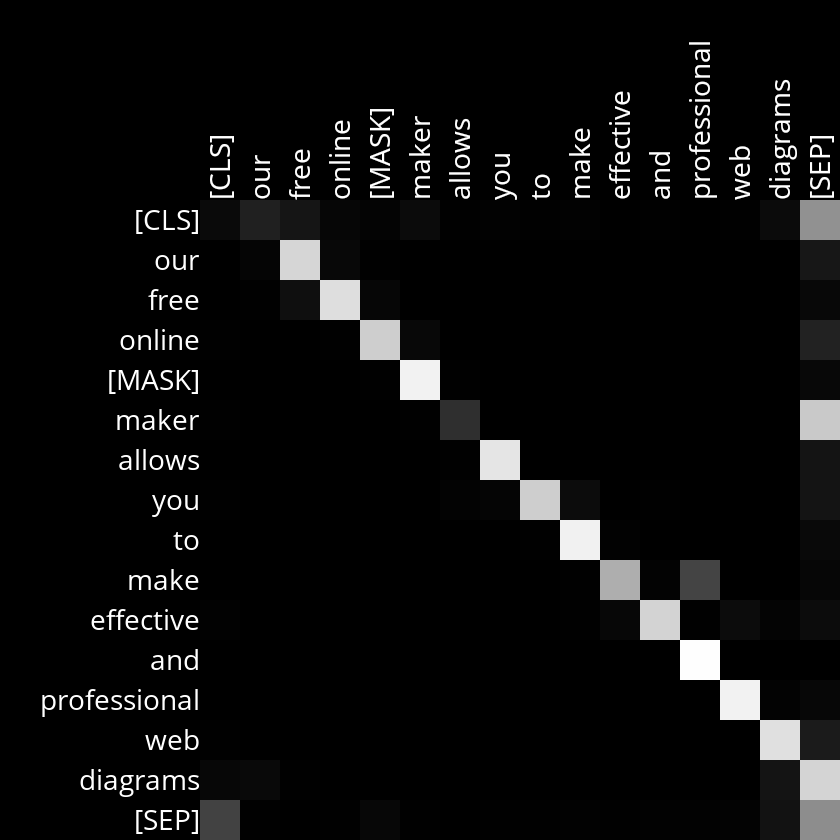 [CLS]
our
free
online
[MASK]
maker
allows
you
to
make
effective
and
professional
web
diagrams
[SEP]
[CLS]
our
free
online
[MASK]
maker
allows
you
to
make
effective
and
professional
web
diagrams
[SEP]